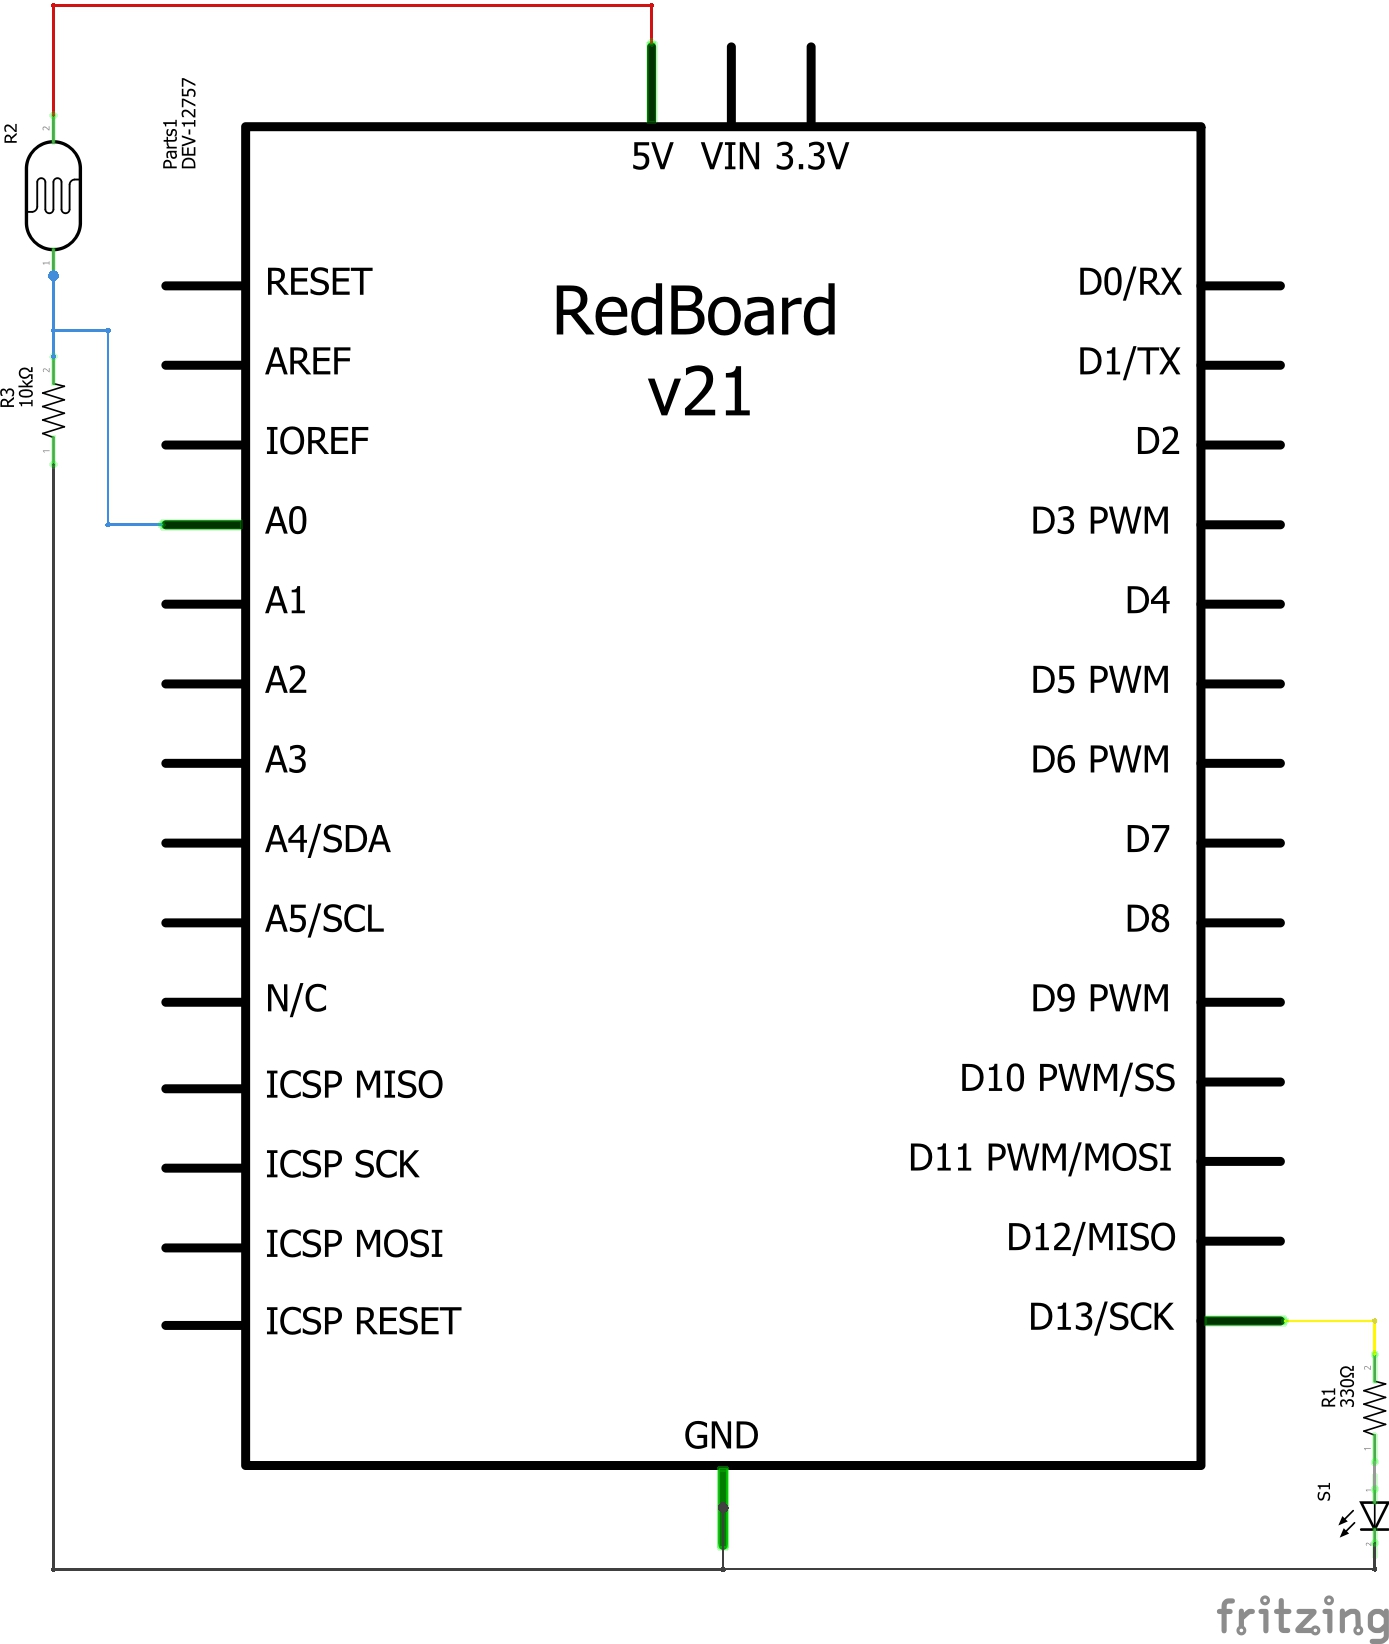 R2
Parts1
DEV-12757
5V VIN 3.3V
RedBoard
v21
RESET
AREF
IOREF
A0
A1
A2
A3
A4/SDA
A5/SCL
N/C
ICSP MISO
ICSP SCK
ICSP MOSI
ICSP RESET
D0/RX
D1/TX
D2
D3 PWM
D4
D5 PWM
D6 PWM
D7
D8
D9 PWM
D10 PWM/SS
D11 PWM/MOSI
D12/MISO
D13/SCK
GND
2
1
R3
10kΩ
2
1
R1
330Ω
2
1
S1
1
2
fritzing